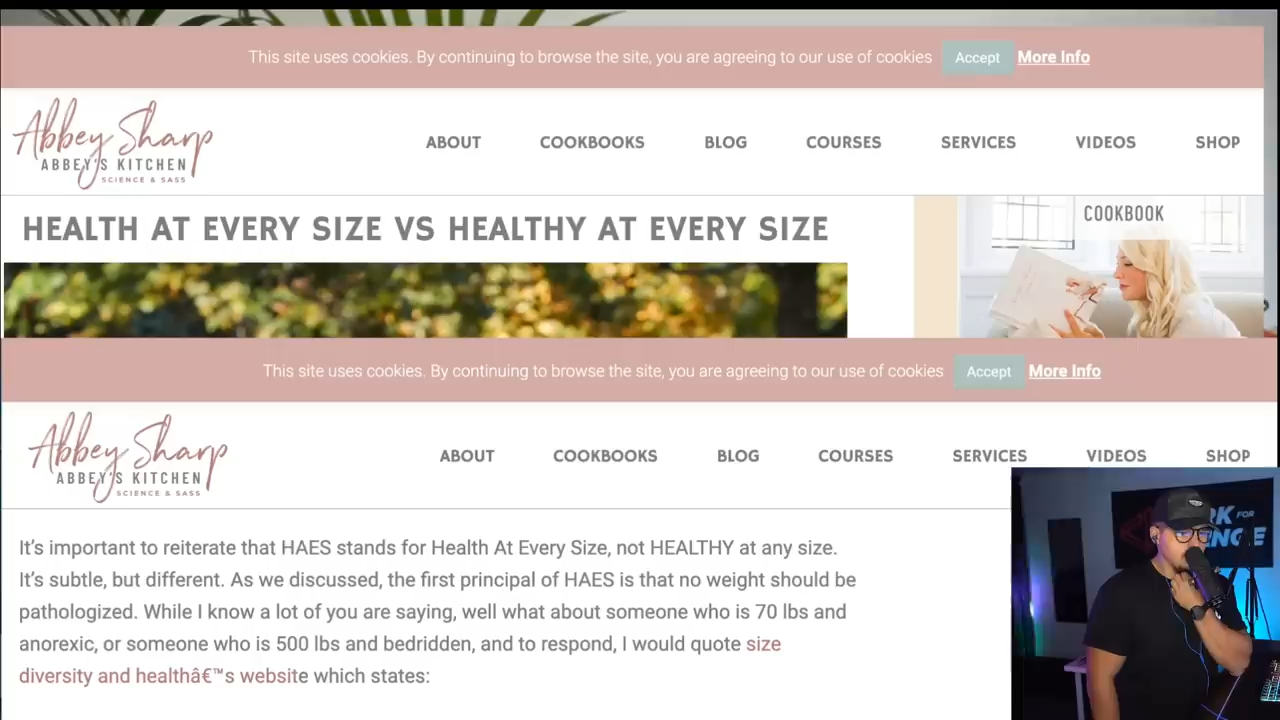 This site uses cookies. By continuing to browse the site, you are agreeing to our use of cookies Accept More Info
Abbey Sharp
ABBEY'S KITCHEN
SCIENCE & SASS
ABOUT COOKBOOKS BLOG COURSES SERVICES VIDEOS SHOP
HEALTH AT EVERY SIZE VS HEALTHY AT EVERY SIZE
COOKBOOK
This site uses cookies. By continuing to browse the site, you are agreeing to our use of cookies Accept More Info
Abbey Sharp
ABBEY'S KITCHEN
SCIENCE & SASS
ABOUT COOKBOOKS BLOG COURSES SERVICES VIDEOS SHOP
It's important to reiterate that HAES stands for Health At Every Size, not HEALTHY at any size.
It's subtle, but different. As we discussed, the first principal of HAES is that no weight should be
pathologized. While I know a lot of you are saying, well what about someone who is 70 lbs and
anorexic, or someone who is 500 lbs and bedridden, and to respond, I would quote size
diversity and healthâ€™s website which states:
FOR